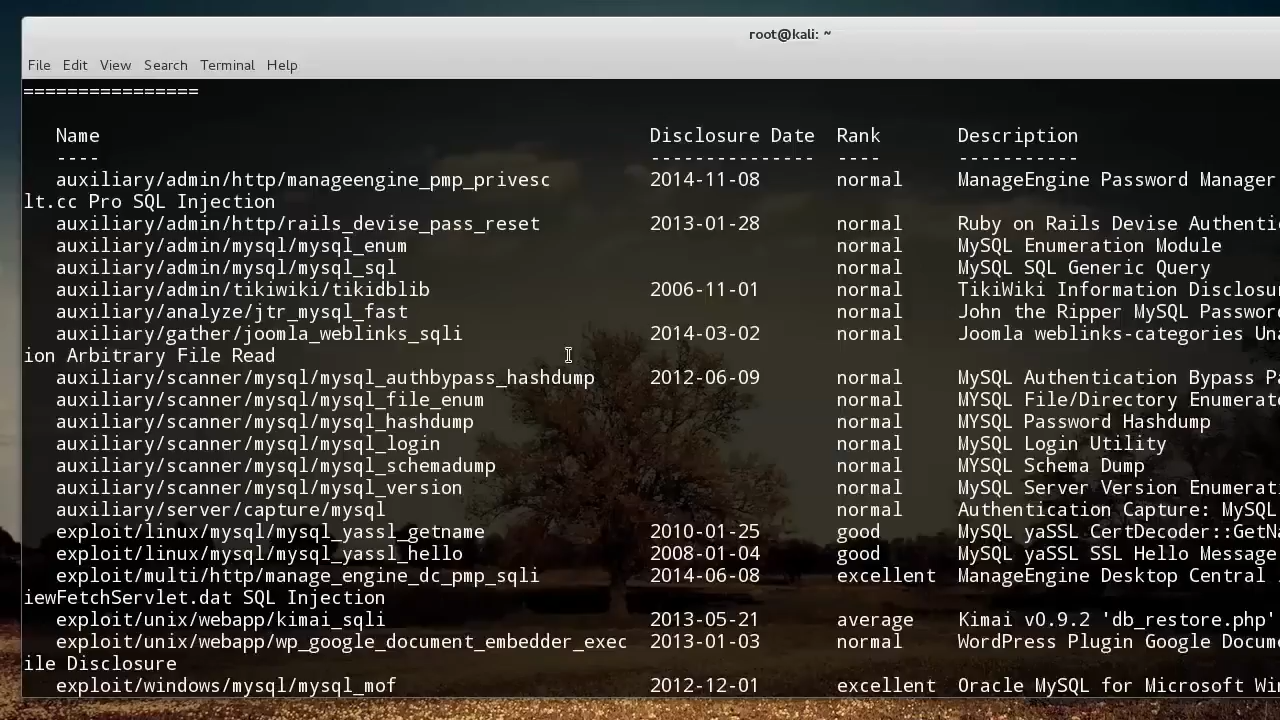 root@kali: ~
File Edit View Search Terminal Help
================
Name Disclosure Date Rank Description
---- --------------- ---- -----------
auxiliary/admin/http/manageengine_pmp_privesc 2014-11-08 normal ManageEngine Password Manager
lt.cc Pro SQL Injection
auxiliary/admin/http/rails_devise_pass_reset 2013-01-28 normal Ruby on Rails Devise Authenti
auxiliary/admin/mysql/mysql_enum normal MySQL Enumeration Module
auxiliary/admin/mysql/mysql_sql normal MySQL SQL Generic Query
auxiliary/admin/tikiwiki/tikidblib 2006-11-01 normal TikiWiki Information Disclosu
auxiliary/analyze/jtr_mysql_fast normal John the Ripper MySQL Password
auxiliary/gather/joomla_weblinks_sqli 2014-03-02 normal Joomla weblinks-categories Una
ion Arbitrary File Read
auxiliary/scanner/mysql/mysql_authbypass_hashdump 2012-06-09 normal MySQL Authentication Bypass Pa
auxiliary/scanner/mysql/mysql_file_enum normal MYSQL File/Directory Enumerato
auxiliary/scanner/mysql/mysql_hashdump normal MYSQL Password Hashdump
auxiliary/scanner/mysql/mysql_login normal MySQL Login Utility
auxiliary/scanner/mysql/mysql_schemadump normal MYSQL Schema Dump
auxiliary/scanner/mysql/mysql_version normal MySQL Server Version Enumerati
auxiliary/server/capture/mysql normal Authentication Capture: MySQL
exploit/linux/mysql/mysql_yassl_getname 2010-01-25 good MySQL yaSSL CertDecoder::GetNa
exploit/linux/mysql/mysql_yassl_hello 2008-01-04 good MySQL yaSSL SSL Hello Message
exploit/multi/http/manage_engine_dc_pmp_sqli 2014-06-08 excellent ManageEngine Desktop Central
iewFetchServlet.dat SQL Injection
exploit/unix/webapp/kimai_sqli 2013-05-21 average Kimai v0.9.2 'db_restore.php'
exploit/unix/webapp/wp_google_document_embedder_exec 2013-01-03 normal WordPress Plugin Google Docum
ile Disclosure
exploit/windows/mysql/mysql_mof 2012-12-01 excellent Oracle MySQL for Microsoft Win